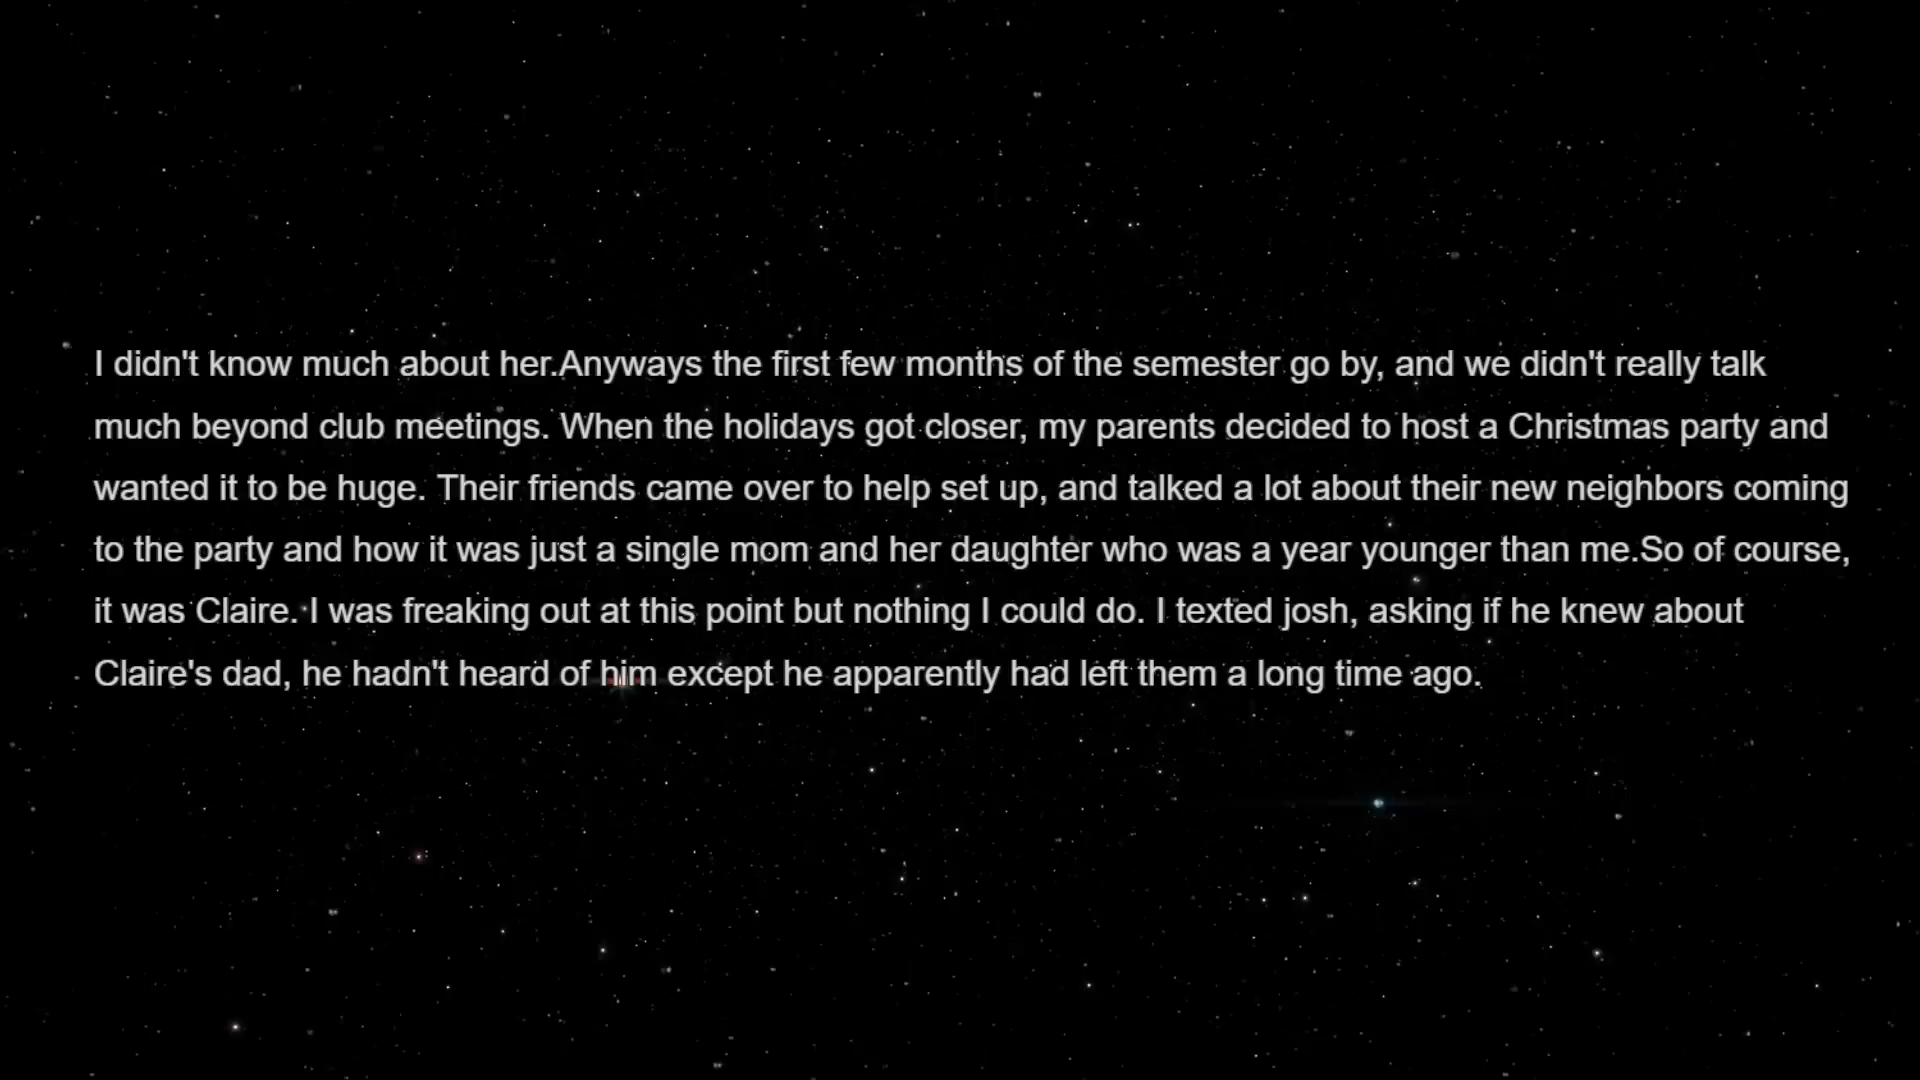 I didn't know much about her.Anyways the first few months of the semester go by, and we didn't really talk
much beyond club meetings. When the holidays got closer, my parents decided to host a Christmas party and
wanted it to be huge. Their friends came over to help set up, and talked a lot about their new neighbors coming
to the party and how it was just a single mom and her daughter who was a year younger than me.So of course,
it was Claire. I was freaking out at this point but nothing I could do. I texted josh, asking if he knew about
Claire's dad, he hadn't heard of him except he apparently had left them a long time ago.